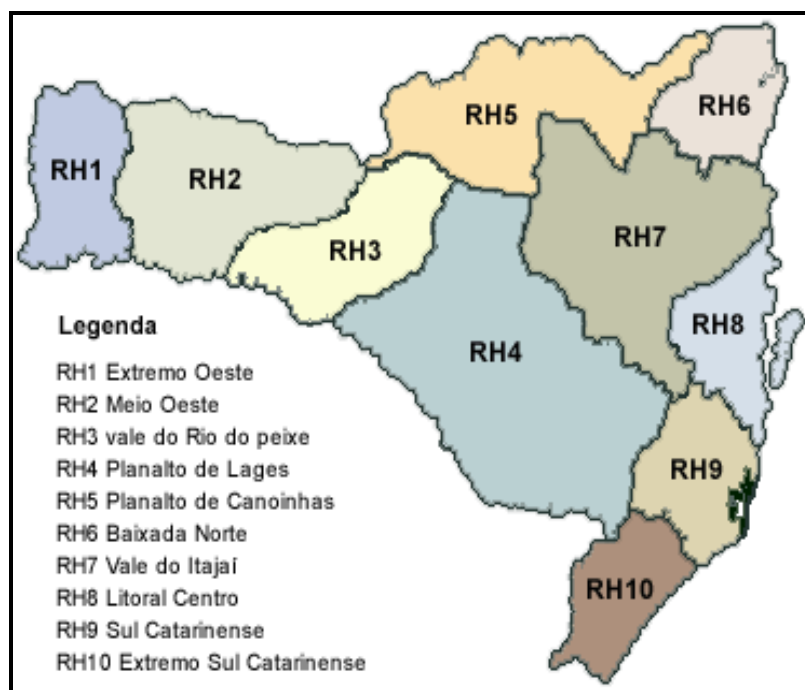 RH6
RH5
RH1
RH2
RH7
RH3
RH8
RH4
RH9
RH10
Legenda
RH1 Extremo Oeste
RH2 Meio Oeste
RH3 vale do Rio do peixe
RH4 Planalto de Lages
RH5 Planalto de Canoinhas
RH6 Baixada Norte
RH7 Vale do Itajaí
RH8 Litoral Centro
RH9 Sul Catarinense
RH10 Extremo Sul Catarinense